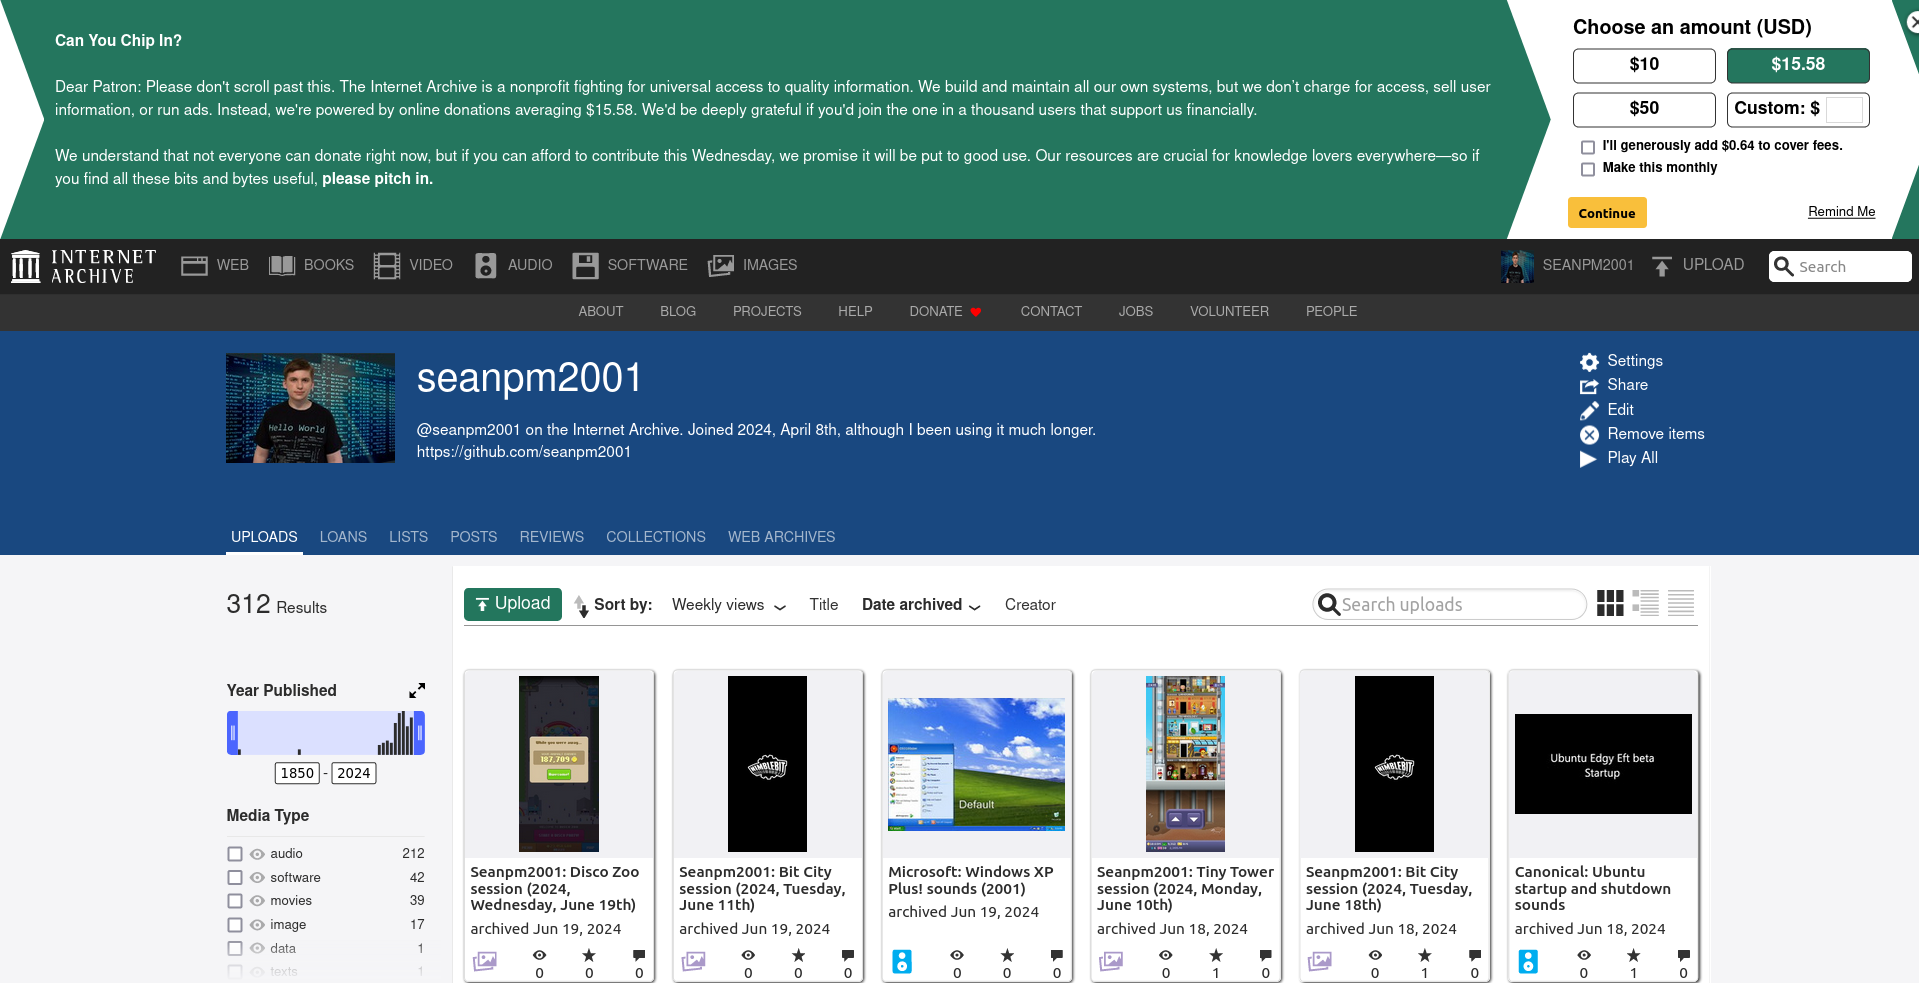 Can You Chip In?
Dear Patron: Please don't scroll past this. The Internet Archive is a nonprofit fighting for universal access to quality information. We build and maintain all our own systems, but we don’t charge for access, sell user
information, or run ads. Instead, we're powered by online donations averaging $15.58. We'd be deeply grateful if you'd join the one in a thousand users that support us financially.
We understand that not everyone can donate right now, but if you can afford to contribute this Wednesday, we promise it will be put to good use. Our resources are crucial for knowledge lovers everywhere—so if
you find all these bits and bytes useful, please pitch in.
Choose an amount (USD)
$10
$15.58
$50
Custom: $
I'll generously add $0.64 to cover fees.
Make this monthly
Continue
Remind Me
INTERNET
ARCHIVE
WEB
BOOKS
VIDEO
AUDIO
SOFTWARE
IMAGES
SEANPM2001
UPLOAD
Search
ABOUT
BLOG
PROJECTS
HELP
DONATE
CONTACT
JOBS
VOLUNTEER
PEOPLE
Hello World
seanpm2001
@seanpm2001 on the Internet Archive. Joined 2024, April 8th, although I been using it much longer.
https://github.com/seanpm2001
Settings
Share
Edit
Remove items
Play All
UPLOADS
LOANS
LISTS
POSTS
REVIEWS
COLLECTIONS
WEB ARCHIVES
312 Results
Year Published
1850 - 2024
Media Type
audio 212
software 42
movies 39
image 17
data 1
texts 1
Upload
Sort by:
Weekly views
Title
Date archived
Creator
Search uploads
While you were away...
187,709
Seanpm2001: Disco Zoo
session (2024,
Wednesday, June 19th)
archived Jun 19, 2024
0 0 0
NIMBLEBIT
Seanpm2001: Bit City
session (2024, Tuesday,
June 11th)
archived Jun 19, 2024
0 0 0
Default
Microsoft: Windows XP
Plus! sounds (2001)
archived Jun 19, 2024
0 0 0
Seanpm2001: Tiny Tower
session (2024, Monday,
June 10th)
archived Jun 18, 2024
0 1 0
NIMBLEBIT
Seanpm2001: Bit City
session (2024, Tuesday,
June 18th)
archived Jun 18, 2024
0 1 0
Ubuntu Edgy Eft beta
Startup
Canonical: Ubuntu
startup and shutdown
sounds
archived Jun 18, 2024
0 1 0